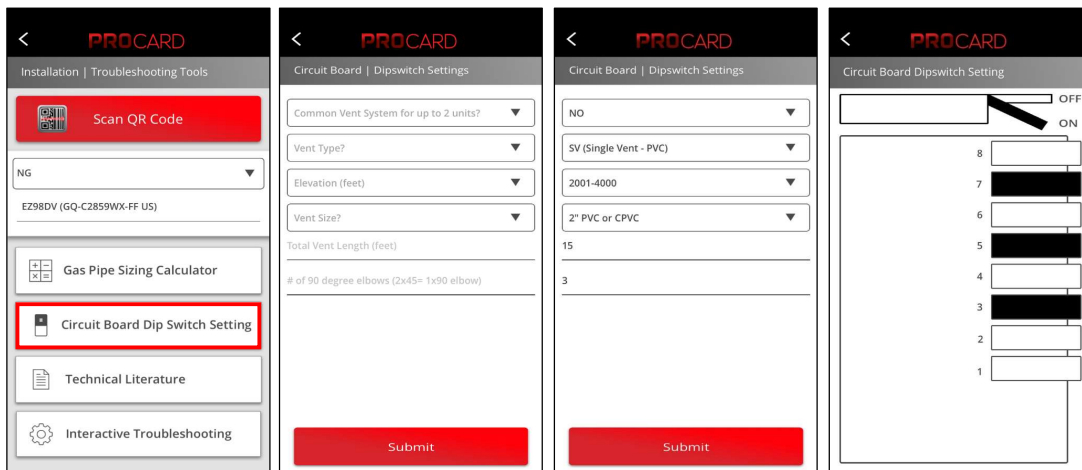 PROCARD
Installation | Troubleshooting Tools
Scan QR Code
NG
EZ98DV (GQ-C2859WX-FF US)
Gas Pipe Sizing Calculator
Circuit Board Dip Switch Setting
Technical Literature
Interactive Troubleshooting
PROCARD
Circuit Board | Dipswitch Settings
Common Vent System for up to 2 units?
Vent Type?
Elevation (feet)
Vent Size?
Total Vent Length (feet)
# of 90 degree elbows (2x45= 1x90 elbow)
Submit
PROCARD
Circuit Board | Dipswitch Settings
NO
SV (Single Vent - PVC)
2001-4000
2" PVC or CPVC
15
3
Submit
PROCARD
Circuit Board Dipswitch Setting
OFF
ON
8
7
6
5
4
3
2
1